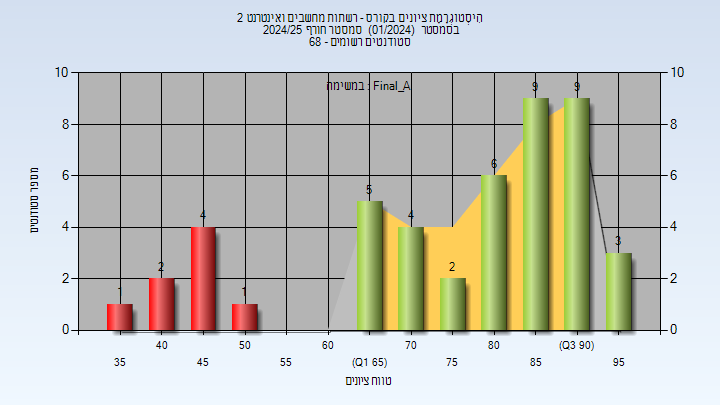 הִיסְטוֹגְרַמַּת ציונים בקורס - רשתות מחשבים ואינטרנט 2
בסמסטר (01/2024) סמסטר חורף 2024/25
סטודנטים רשומים - 68
במשימה : Final_A
10 10
8 8
6 6
4 4
2 2
0 0
1 2 4 1 5 4 2 6 9 9 3
מספר סטודנטים
40 50 60 70 80 (Q3 90)
35 45 55 (Q1 65) 75 85 95
טווח ציונים